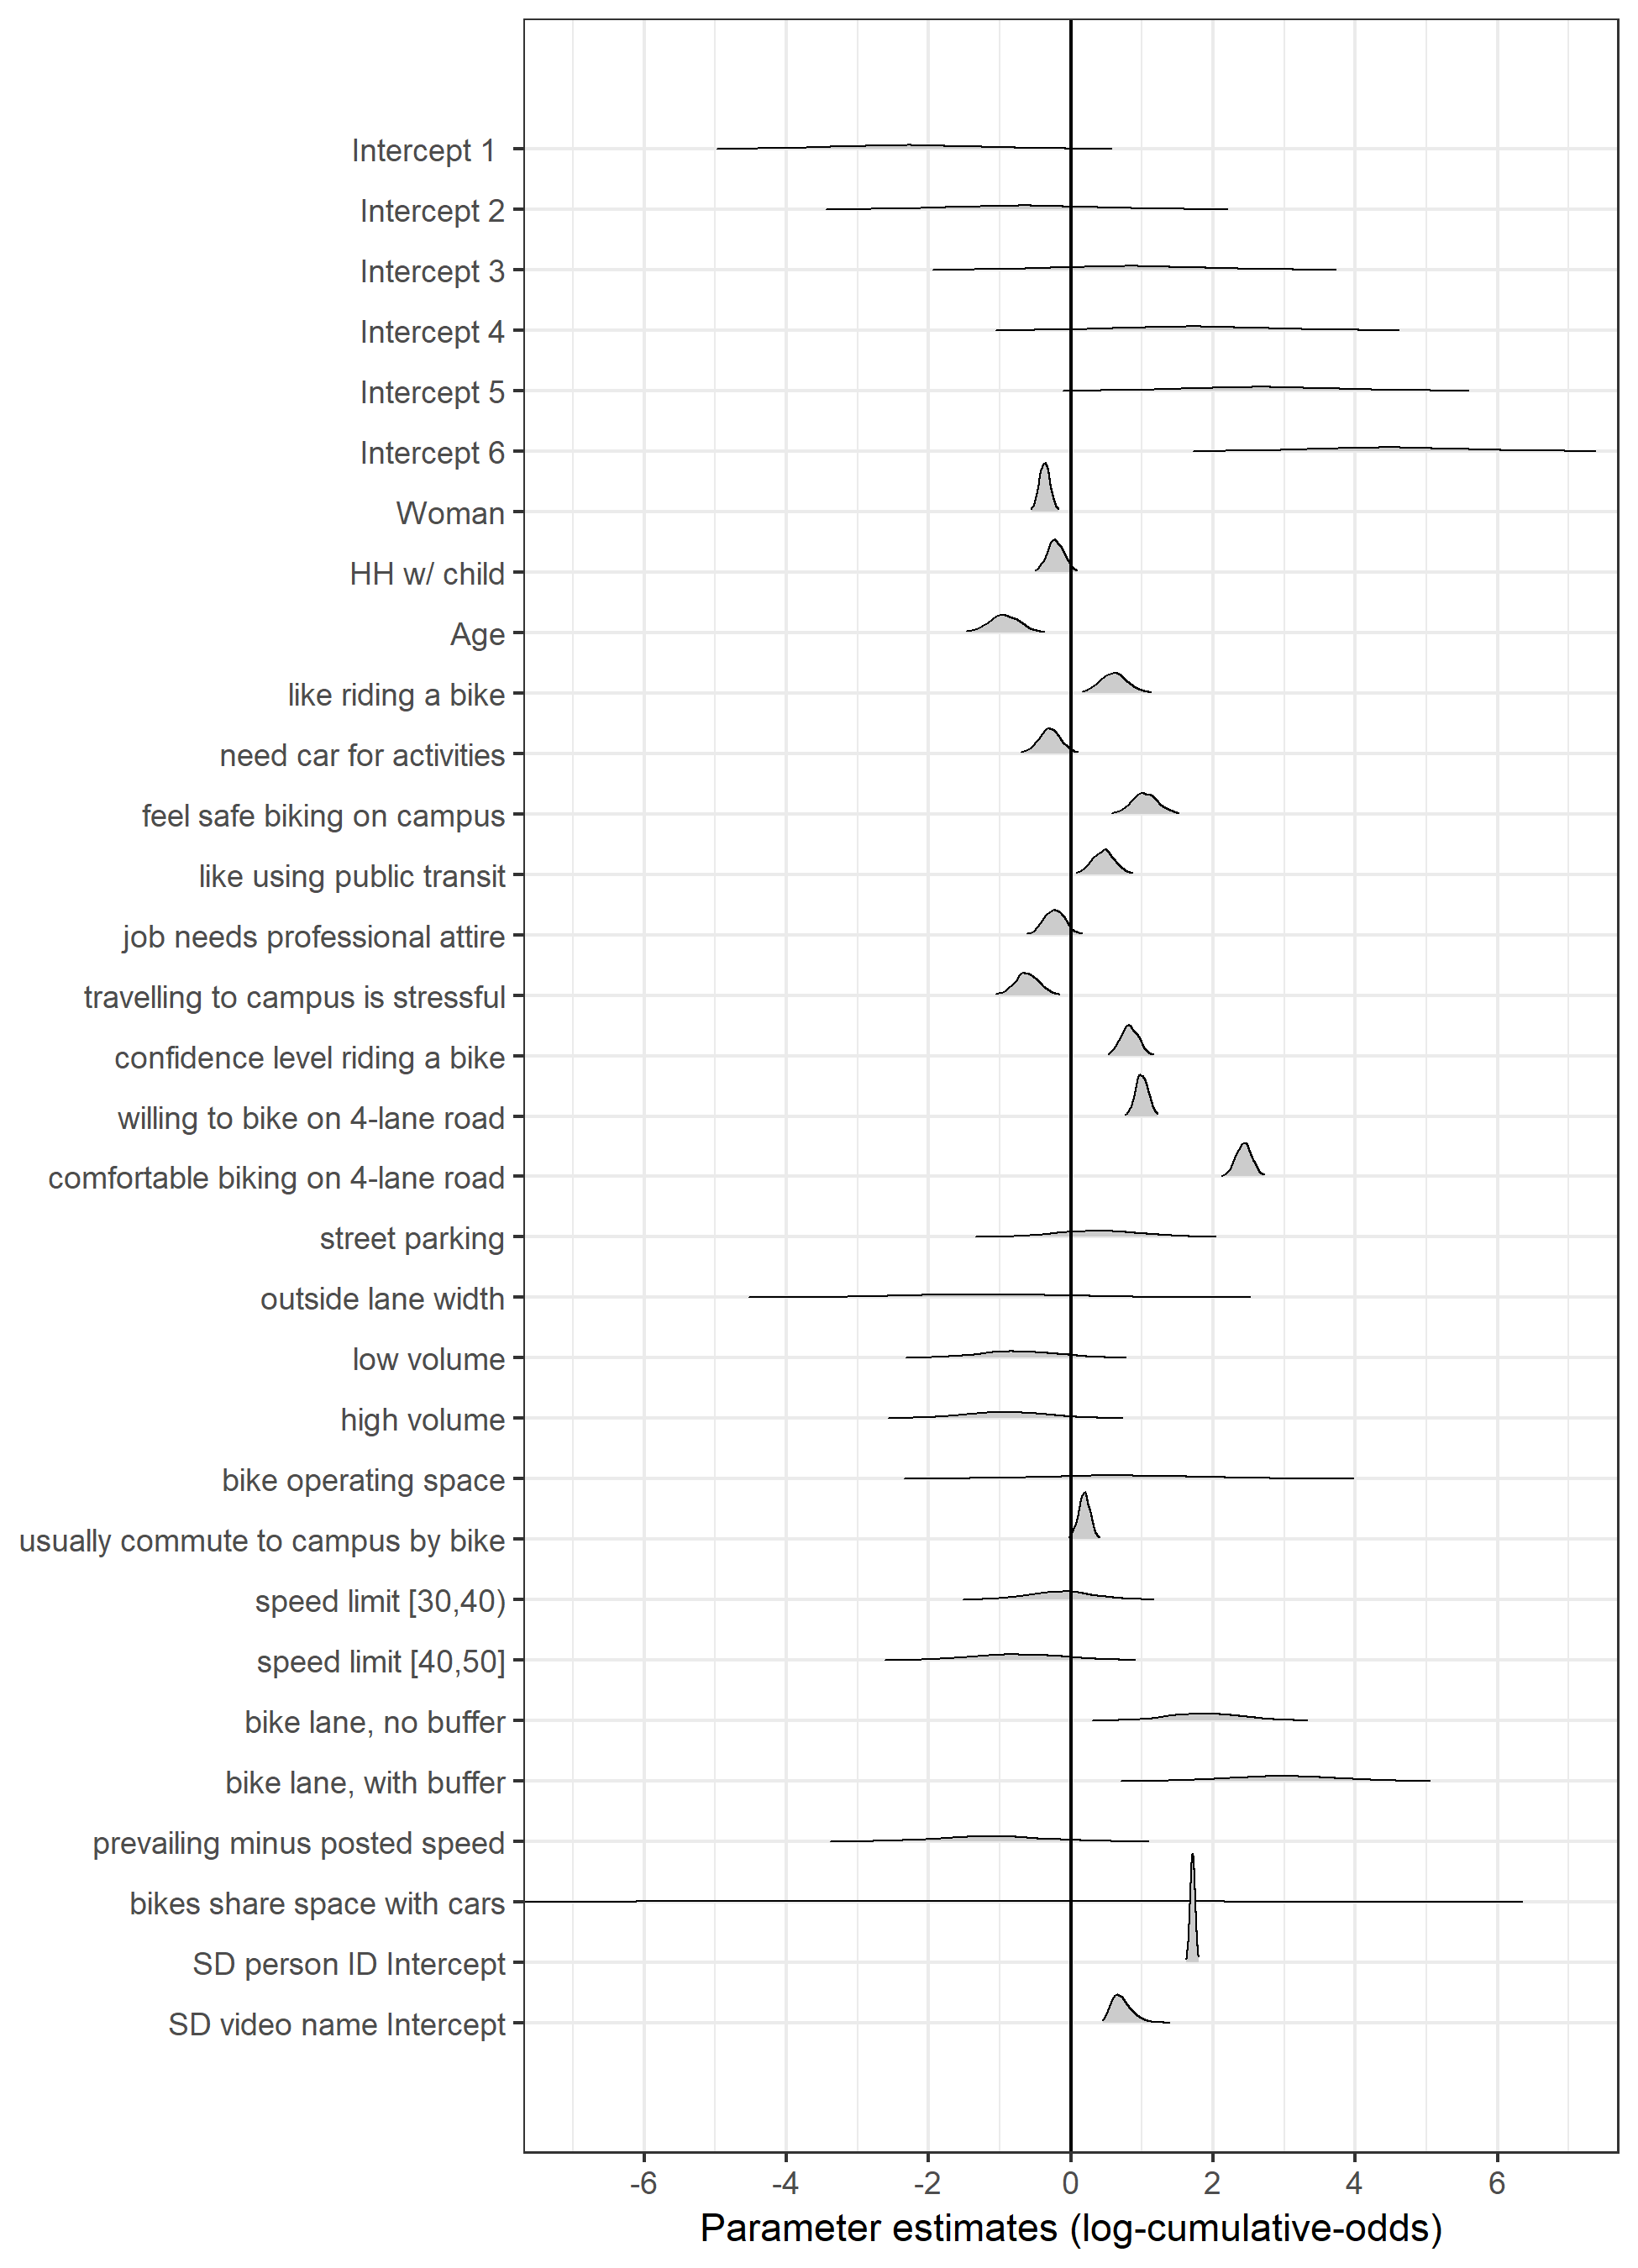 Intercept 1
Intercept 2
Intercept 3
Intercept 4
Intercept 5
Intercept 6
Woman
HH w/ child
Age
like riding a bike
need car for activities
feel safe biking on campus
like using public transit
job needs professional attire
travelling to campus is stressful
confidence level riding a bike
willing to bike on 4-lane road
comfortable biking on 4-lane road
street parking
outside lane width
low volume
high volume
bike operating space
usually commute to campus by bike
speed limit [30,40)
speed limit [40,50]
bike lane, no buffer
bike lane, with buffer
prevailing minus posted speed
bikes share space with cars
SD person ID Intercept
SD video name Intercept
-6 -4 -2 0 2 4 6
Parameter estimates (log-cumulative-odds)